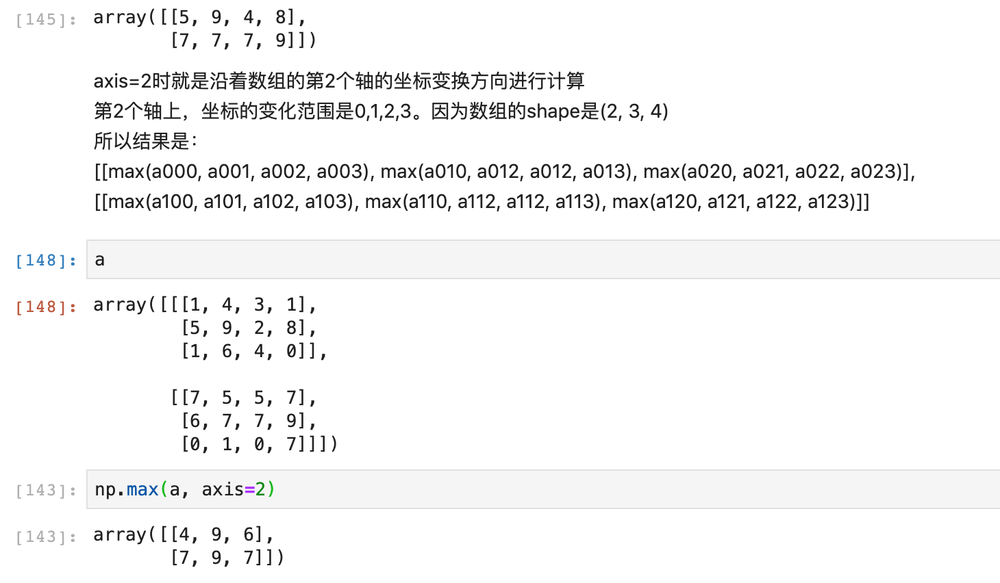 [145]: array([[5, 9, 4, 8],
[7, 7, 7, 9]])
axis=2时就是沿着数组的第2个轴的坐标变换方向进行计算
第2个轴上，坐标的变化范围是0,1,2,3。因为数组的shape是(2, 3, 4)
所以结果是：
[[max(a000, a001, a002, a003), max(a010, a012, a012, a013), max(a020, a021, a022, a023)],
[[max(a100, a101, a102, a103), max(a110, a112, a112, a113), max(a120, a121, a122, a123)]]
[148]: a
[148]: array([[[1, 4, 3, 1],
[5, 9, 2, 8],
[1, 6, 4, 0]],
[[7, 5, 5, 7],
[6, 7, 7, 9],
[0, 1, 0, 7]]])
[143]: np.max(a, axis=2)
[143]: array([[4, 9, 6],
[7, 9, 7]])